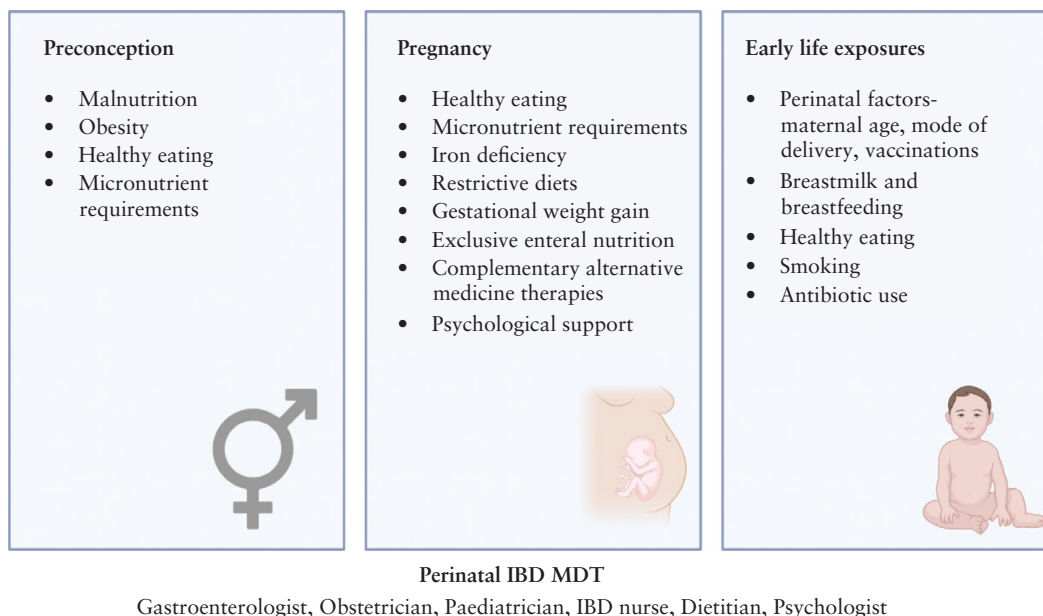 Preconception
• Malnutrition
• Obesity
• Healthy eating
• Micronutrient
requirements
Pregnancy
• Healthy eating
• Micronutrient requirements
• Iron deficiency
• Restrictive diets
• Gestational weight gain
• Exclusive enteral nutrition
• Complementary alternative
medicine therapies
• Psychological support
Early life exposures
• Perinatal factors-
maternal age, mode of
delivery, vaccinations
• Breastmilk and
breastfeeding
• Healthy eating
• Smoking
• Antibiotic use
Perinatal IBD MDT
Gastroenterologist, Obstetrician, Paediatrician, IBD nurse, Dietitian, Psychologist